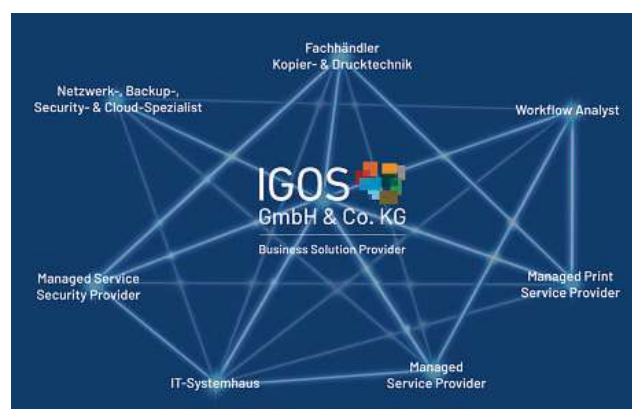 Fachhändler
Kopier- & Drucktechnik
Netzwerk-, Backup-,
Security- & Cloud-Spezialist
Workflow Analyst
IGOS
GmbH & Co. KG
Business Solution Provider
Managed Service
Security Provider
Managed Print
Service Provider
IT-Systemhaus
Managed
Service Provider